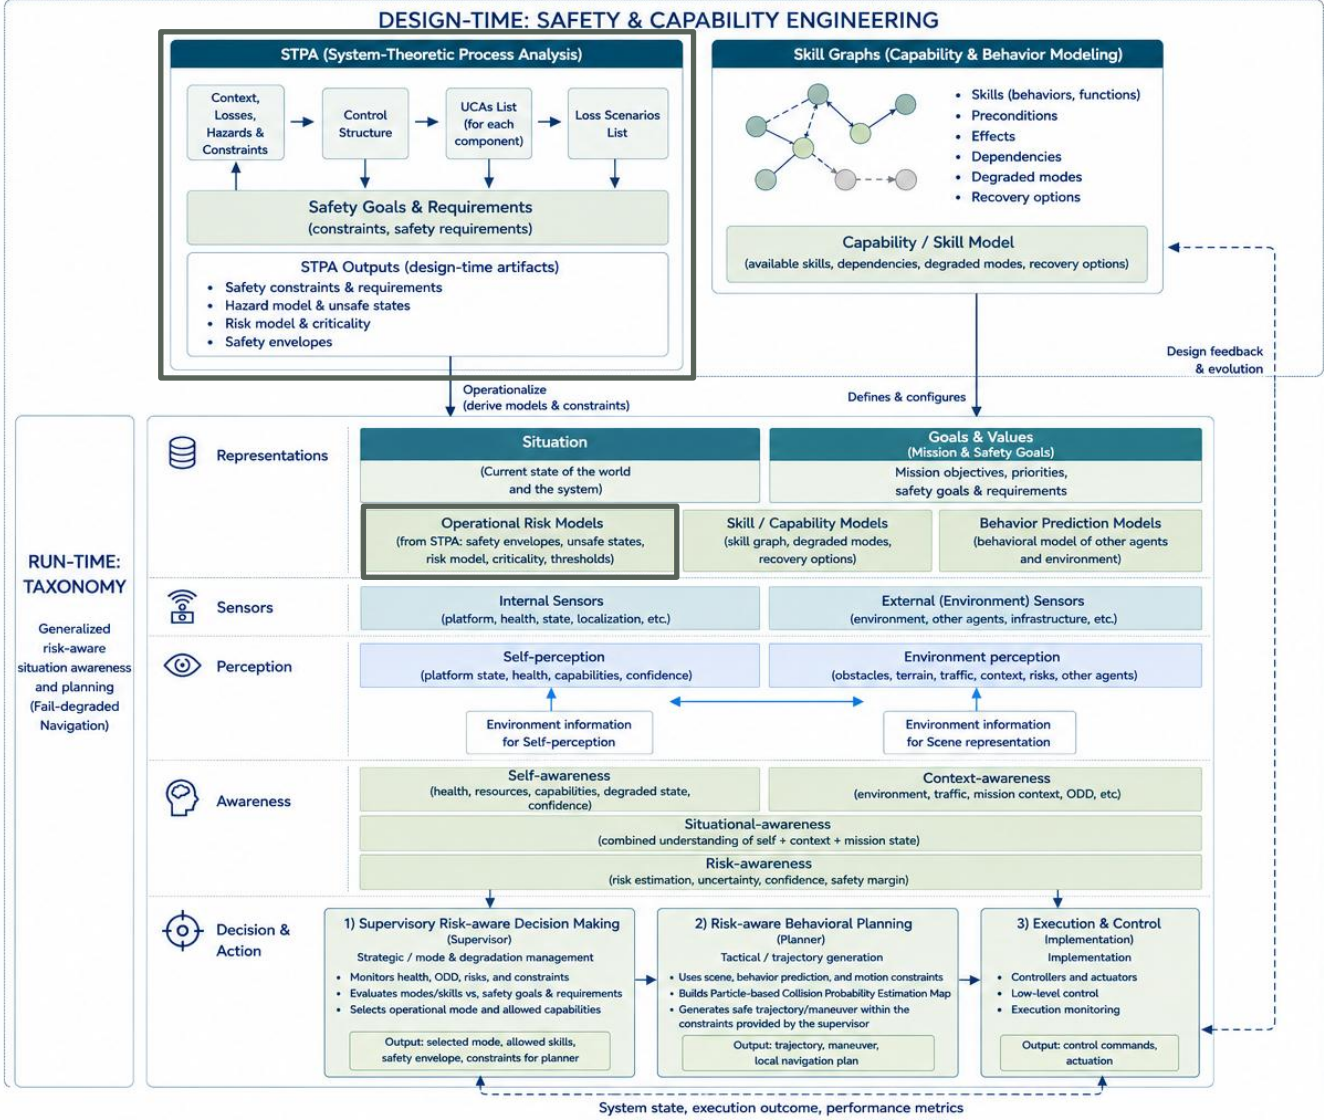 DESIGN-TIME: SAFETY & CAPABILITY ENGINEERING
STPA (System-Theoretic Process Analysis)
Context,
Losses,
Hazards &
Constraints
Control
Structure
UCAs List
(for each
component)
Loss Scenarios
List
Safety Goals & Requirements
(constraints, safety requirements)
STPA Outputs (design-time artifacts)
• Safety constraints & requirements
• Hazard model & unsafe states
• Risk model & criticality
• Safety envelopes
Skill Graphs (Capability & Behavior Modeling)
• Skills (behaviors, functions)
• Preconditions
• Effects
• Dependencies
• Degraded modes
• Recovery options
Capability / Skill Model
(available skills, dependencies, degraded modes, recovery options)
Design feedback
& evolution
Operationalize
(derive models & constraints)
Defines & configures
RUN-TIME:
TAXONOMY
Generalized
risk-aware
situation awareness
and planning
(Fail-degraded
Navigation)
Representations
Situation
(Current state of the world
and the system)
Goals & Values
(Mission & Safety Goals)
Mission objectives, priorities,
safety goals & requirements
Operational Risk Models
(from STPA: safety envelopes, unsafe states,
risk model, criticality, thresholds)
Skill / Capability Models
(skill graph, degraded modes,
recovery options)
Behavior Prediction Models
(behavioral model of other agents
and environment)
Sensors
Internal Sensors
(platform, health, state, localization, etc.)
External (Environment) Sensors
(environment, other agents, infrastructure, etc.)
Perception
Self-perception
(platform state, health, capabilities, confidence)
Environment perception
(obstacles, terrain, traffic, context, risks, other agents)
Environment information
for Self-perception
Environment information
for Scene representation
Awareness
Self-awareness
(health, resources, capabilities, degraded state,
confidence)
Context-awareness
(environment, traffic, mission context, ODD, etc)
Situational-awareness
(combined understanding of self + context + mission state)
Risk-awareness
(risk estimation, uncertainty, confidence, safety margin)
Decision &
Action
1) Supervisory Risk-aware Decision Making
(Supervisor)
Strategic / mode & degradation management
• Monitors health, ODD, risks, and constraints
• Evaluates modes/skills vs, safety goals & requirements
• Selects operational mode and allowed capabilities
Output: selected mode, allowed skills,
safety envelope, constraints for planner
2) Risk-aware Behavioral Planning
(Planner)
Tactical / trajectory generation
• Uses scene, behavior prediction, and motion constraints
• Builds Particle-based Collision Probability Estimation Map
• Generates safe trajectory/maneuver within the
constraints provided by the supervisor
Output: trajectory, maneuver,
local navigation plan
3) Execution & Control
(Implementation)
Implementation
• Controllers and actuators
• Low-level control
• Execution monitoring
Output: control commands,
actuation
System state, execution outcome, performance metrics